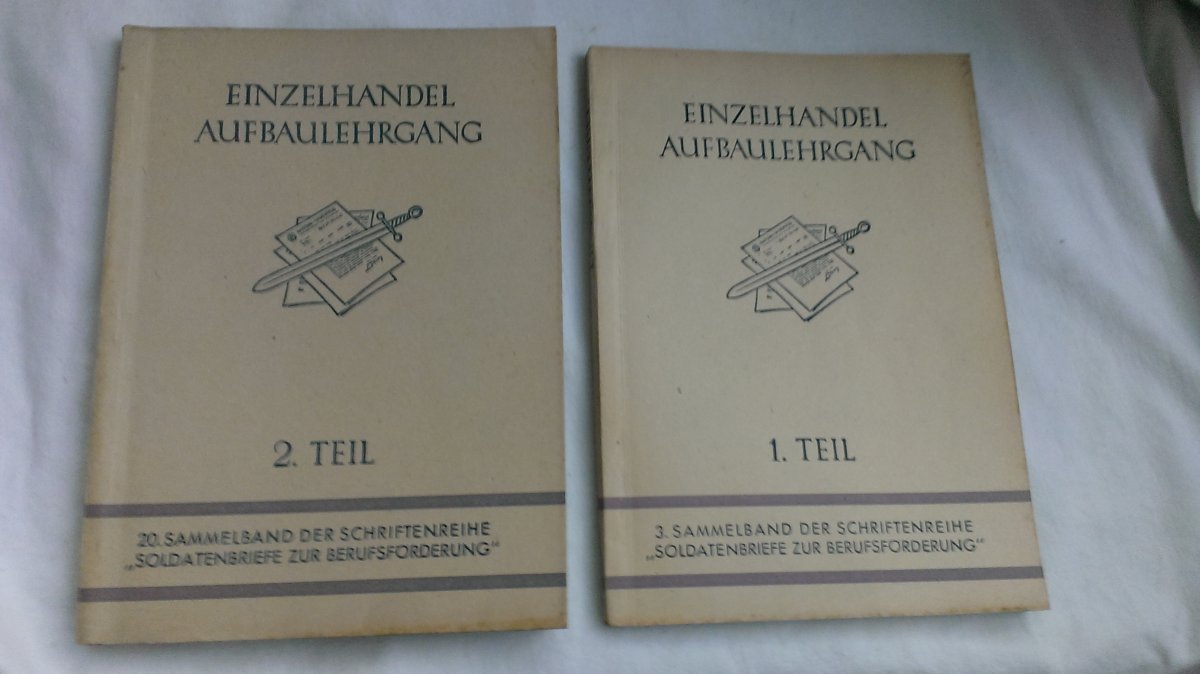 EINZELHANDEL
AUFBAULEHRGANG
2. TEIL
20. SAMMELBAND DER SCHRIFTENREIHE
„SOLDATENBRIEFE ZUR BERUFSFÖRDERUNG“
EINZELHANDEL
AUFBAULEHRGANG
1. TEIL
3. SAMMELBAND DER SCHRIFTENREIHE
„SOLDATENBRIEFE ZUR BERUFSFÖRDERUNG“